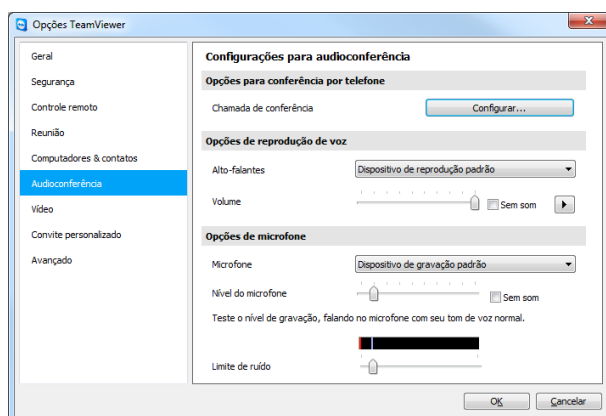 Opções TeamViewer
Geral
Segurança
Controle remoto
Reunião
Computadores & contatos
Audioconferência
Vídeo
Convite personalizado
Avançado
Configurações para audioconferência
Opções para conferência por telefone
Chamada de conferência
Configurar...
Opções de reprodução de voz
Alto-falantes
Dispositivo de reprodução padrão
Volume
Sem som
Opções de microfone
Microfone
Dispositivo de gravação padrão
Nível do microfone
Sem som
Teste o nível de gravação, falando no microfone com seu tom de voz normal.
Limite de ruído
OK
Cancelar